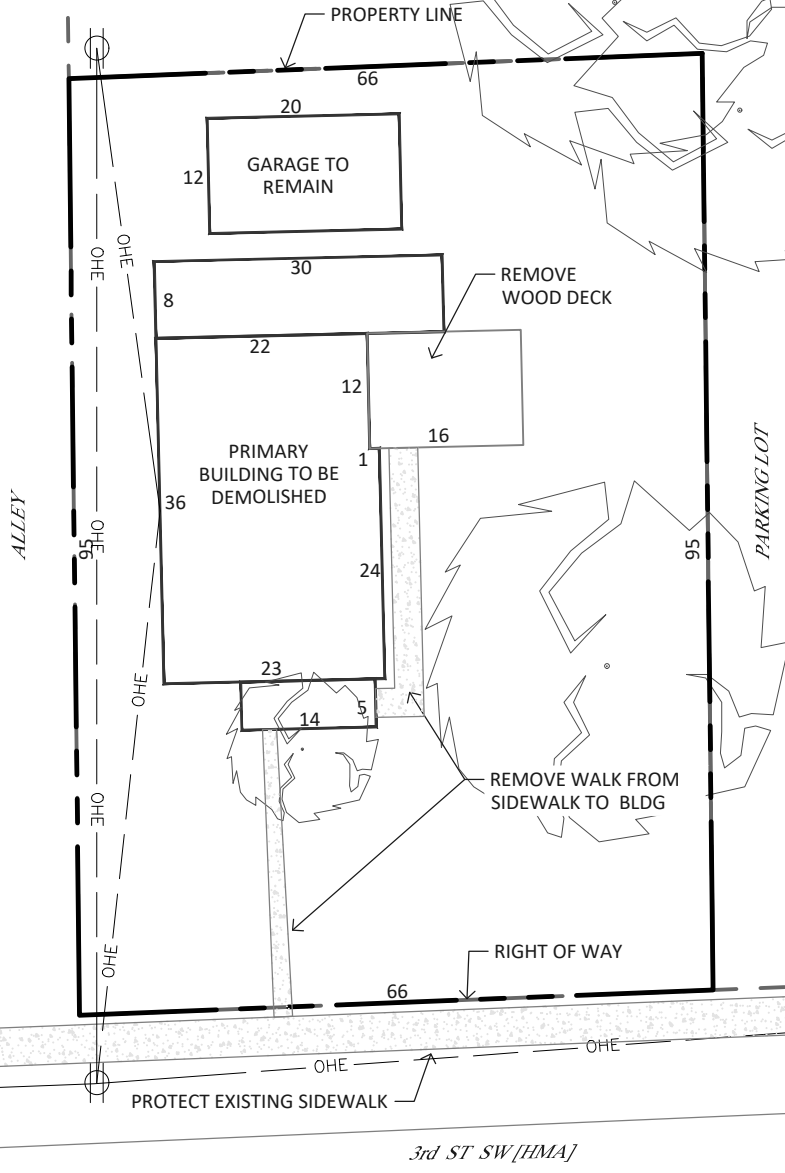 PROPERTY LINE
66
20
12
GARAGE TO
REMAIN
OHE
OHE
30
8
REMOVE
WOOD DECK
22
12
16
1
PRIMARY
BUILDING TO BE
DEMOLISHED
36
ALLEY
95
OHE
24
95
PARKING LOT
23
OHE
14
5
REMOVE WALK FROM
SIDEWALK TO BLDG
OHE
OHE
RIGHT OF WAY
66
OHE
OHE
PROTECT EXISTING SIDEWALK
3rd ST SW [HMA]